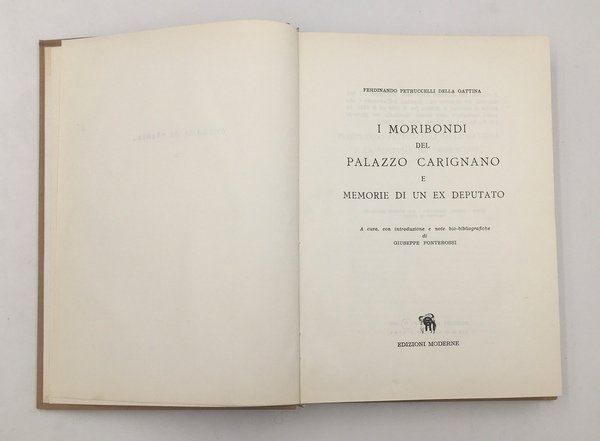 FERDINANDO PETRUCCELLI DELLA GATTINA
I MORIBONDI
DEL
PALAZZO CARIGNANO
E
MEMORIE DI UN EX DEPUTATO
A cura, con introduzione e note bio-bibliografiche
di
GIUSEPPE FONTEROSSI
EDIZIONI MODERNE